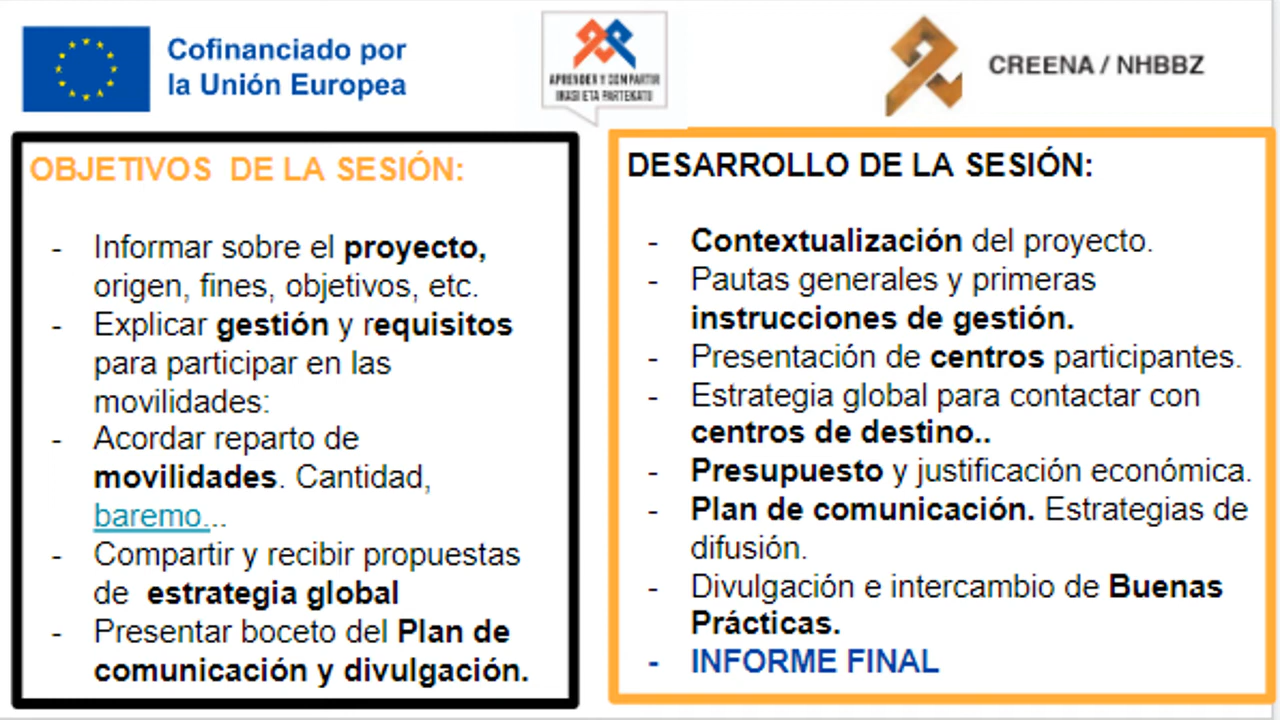 Cofinanciado por
la Unión Europea
APRENDER Y COMPARTIR
IKASI ETA PARTEKATU
CREENA / NHBBZ
OBJETIVOS DE LA SESIÓN:
- Informar sobre el proyecto,
origen, fines, objetivos, etc.
- Explicar gestión y requisitos
para participar en las
movilidades:
- Acordar reparto de
movilidades. Cantidad,
baremo...
- Compartir y recibir propuestas
de estrategia global
- Presentar boceto del Plan de
comunicación y divulgación.
DESARROLLO DE LA SESIÓN:
- Contextualización del proyecto.
- Pautas generales y primeras
instrucciones de gestión.
- Presentación de centros participantes.
- Estrategia global para contactar con
centros de destino..
- Presupuesto y justificación económica.
- Plan de comunicación. Estrategias de
difusión.
- Divulgación e intercambio de Buenas
Prácticas.
- INFORME FINAL